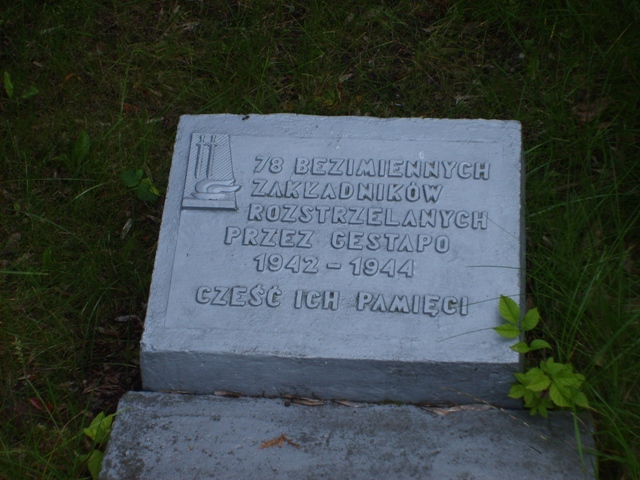 78 BEZIMIENNYCH
ZAKŁADNIKÓW
ROZSTRZELANYCH
PRZEZ GESTAPO
1942 - 1944
CZEŚĆ ICH PAMIĘCI